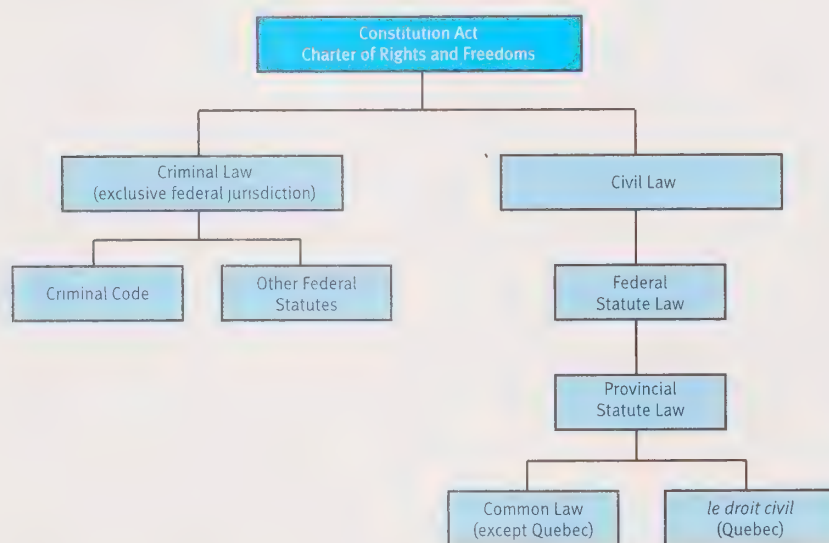 Constitution Act
Charter of Rights and Freedoms
Criminal Law
(exclusive federal jurisdiction)
Civil Law
Criminal Code
Other Federal
Statutes
Federal
Statute Law
Provincial
Statute Law
Common Law
(except Quebec)
le droit civil
(Quebec)